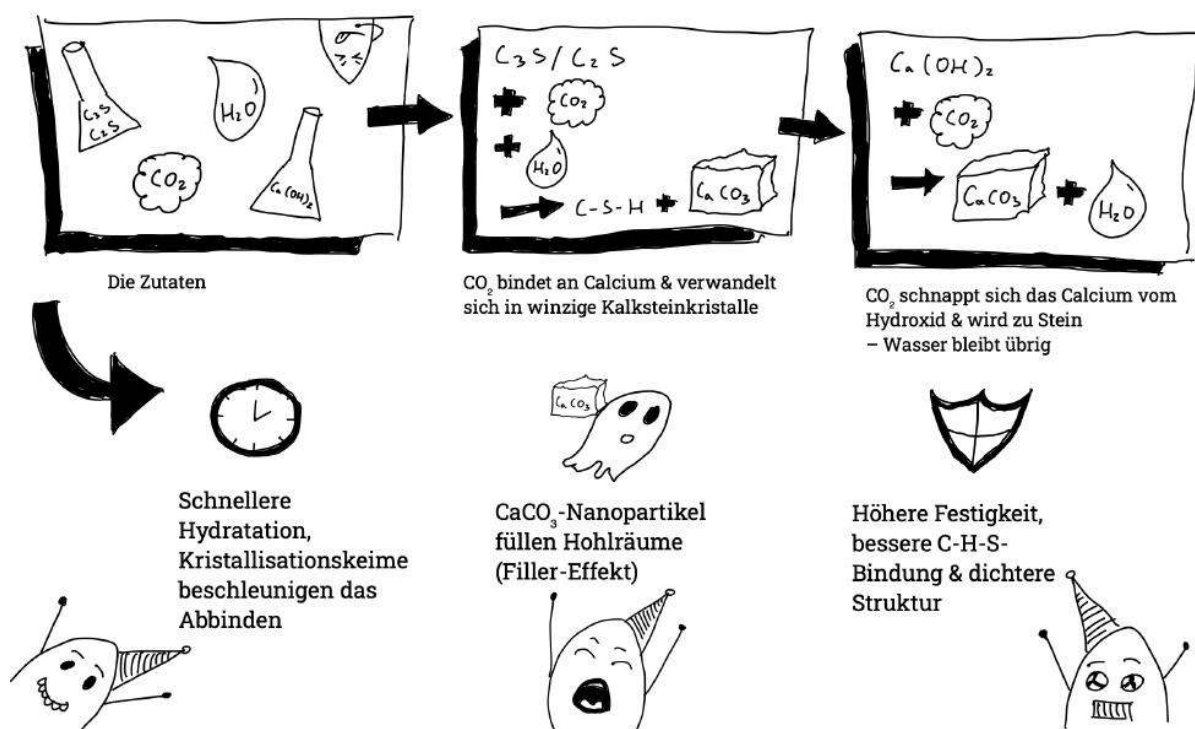 C₃S
C₂S
H₂O
CO₂
Ca(OH)₂
Die Zutaten
C₃S/C₂S
+ CO₂
+ H₂O
C-S-H + CaCO₃
CO₂ bindet an Calcium & verwandelt
sich in winzige Kalksteinkristalle
Ca(OH)₂
+ CO₂
CaCO₃ + H₂O
CO₂ schnappt sich das Calcium vom
Hydroxid & wird zu Stein
– Wasser bleibt übrig
Schnellere
Hydratation,
Kristallisationskeime
beschleunigen das
Abbinden
CaCO₃
CaCO₃-Nanopartikel
füllen Hohlräume
(Filler-Effekt)
Höhere Festigkeit,
bessere C-H-S-
Bindung & dichtere
Struktur